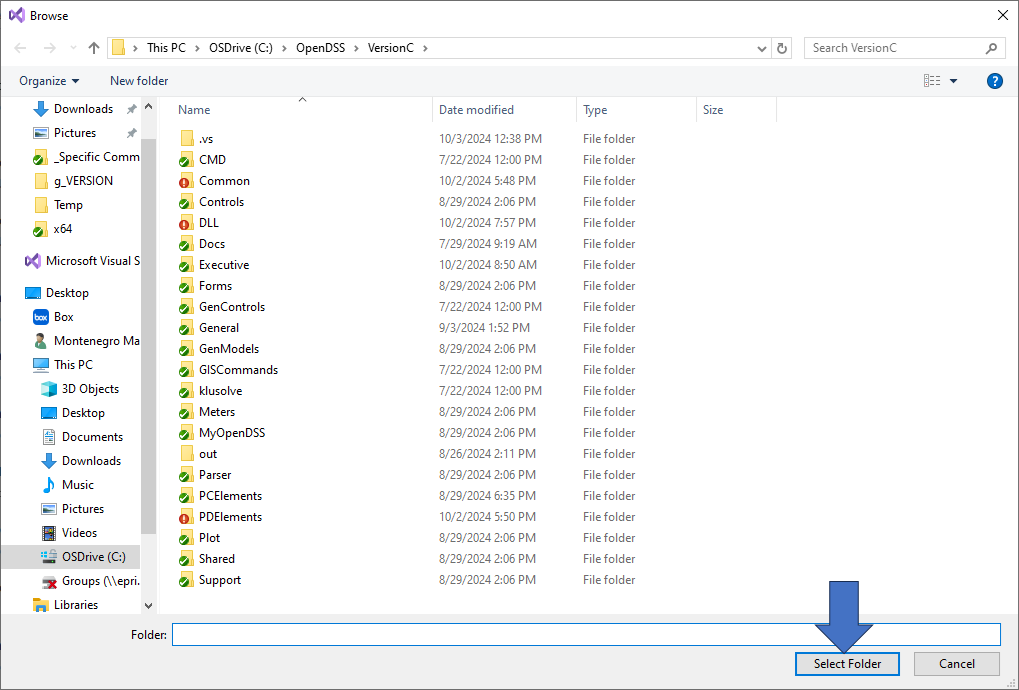 Browse
This PC > OSDrive (C:) > OpenDSS > VersionC >
Search VersionC
Organize
New folder
?
Downloads
Pictures
_Specific Comm
g_VERSION
Temp
x64
Microsoft Visual S
Desktop
box Box
Montenegro Ma
This PC
3D Objects
Desktop
Documents
Downloads
Music
Pictures
Videos
OSDrive (C:)
Groups (\\epri.
Libraries
Name Date modified Type Size
.vs 10/3/2024 12:38 PM File folder
CMD 7/22/2024 12:00 PM File folder
Common 10/2/2024 5:48 PM File folder
Controls 8/29/2024 2:06 PM File folder
DLL 10/2/2024 7:57 PM File folder
Docs 7/29/2024 9:19 AM File folder
Executive 10/2/2024 8:50 AM File folder
Forms 8/29/2024 2:06 PM File folder
GenControls 7/22/2024 12:00 PM File folder
General 9/3/2024 1:52 PM File folder
GenModels 8/29/2024 2:06 PM File folder
GISCommands 7/22/2024 12:00 PM File folder
klusolve 7/22/2024 12:00 PM File folder
Meters 8/29/2024 2:06 PM File folder
MyOpenDSS 8/29/2024 2:06 PM File folder
out 8/26/2024 2:11 PM File folder
Parser 8/29/2024 2:06 PM File folder
PCElements 8/29/2024 6:35 PM File folder
PDElements 10/2/2024 5:50 PM File folder
Plot 8/29/2024 2:06 PM File folder
Shared 8/29/2024 2:06 PM File folder
Support 8/29/2024 2:06 PM File folder
Folder:
Select Folder
Cancel